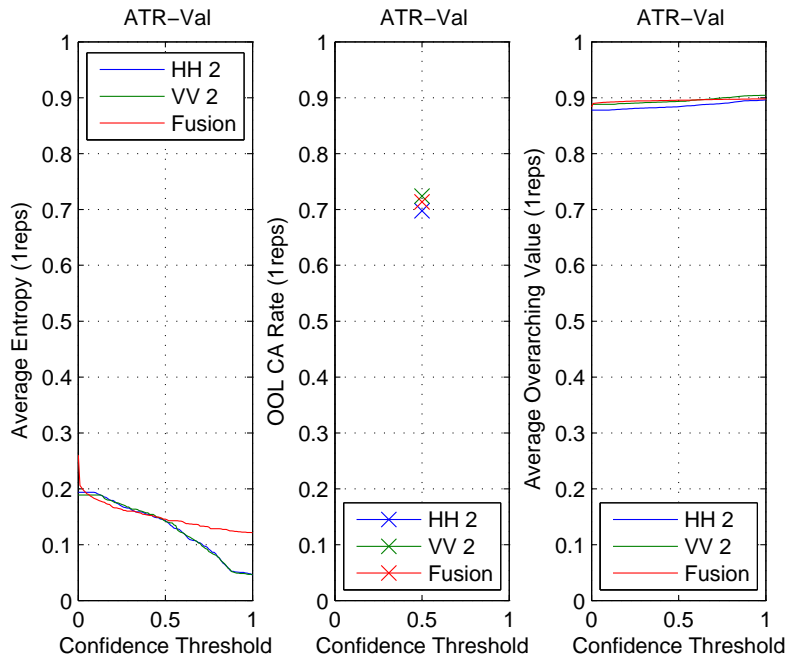 ATR−Val
Average Entropy (1reps)
1
0.9
0.8
0.7
0.6
0.5
0.4
0.3
0.2
0.1
0
HH 2
VV 2
Fusion
0 0.5 1
Confidence Threshold
ATR−Val
OOL CA Rate (1reps)
1
0.9
0.8
0.7
0.6
0.5
0.4
0.3
0.2
0.1
0
HH 2
VV 2
Fusion
0 0.5 1
Confidence Threshold
ATR−Val
Average Overarching Value (1reps)
1
0.9
0.8
0.7
0.6
0.5
0.4
0.3
0.2
0.1
0
HH 2
VV 2
Fusion
0 0.5 1
Confidence Threshold